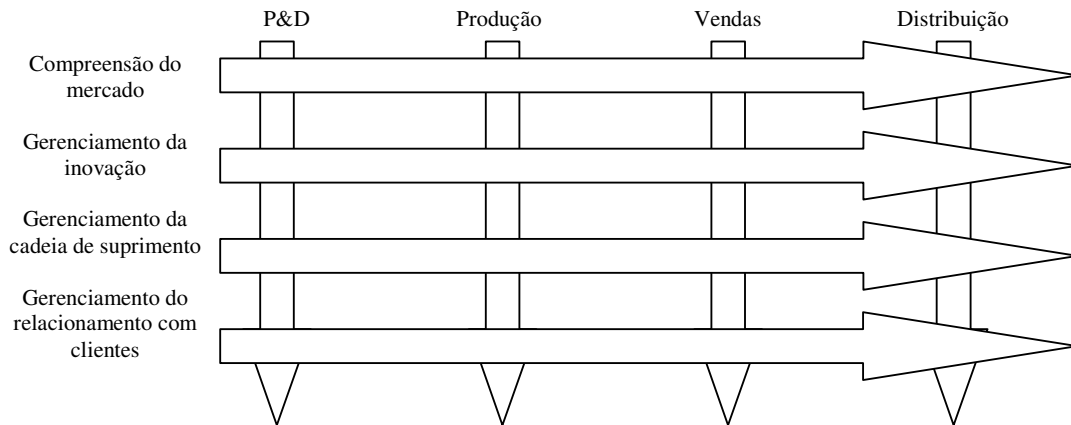 P&D
Produção
Vendas
Distribuição
Compreensão do
mercado
Gerenciamento da
inovação
Gerenciamento da
cadeia de suprimento
Gerenciamento do
relacionamento com
clientes